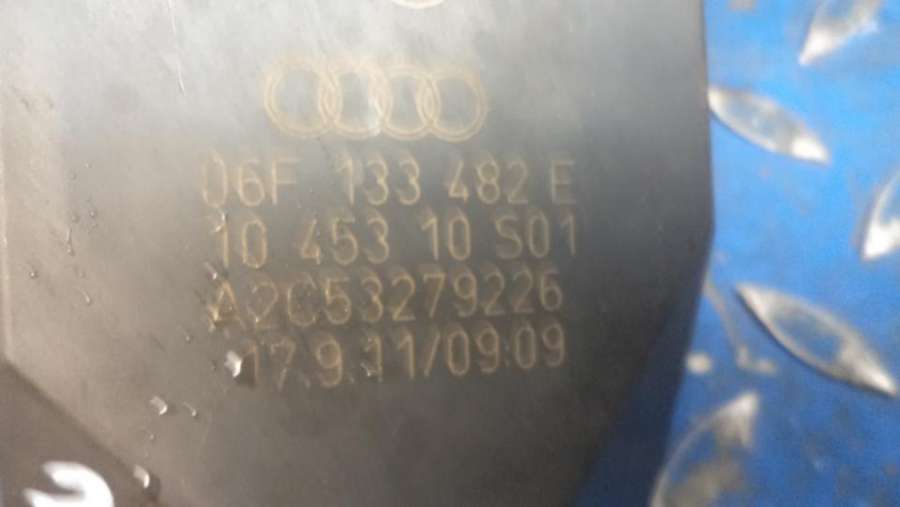 06F 133 482 E
10 453 10 S01
A2C53279226
17.9.11/09:09